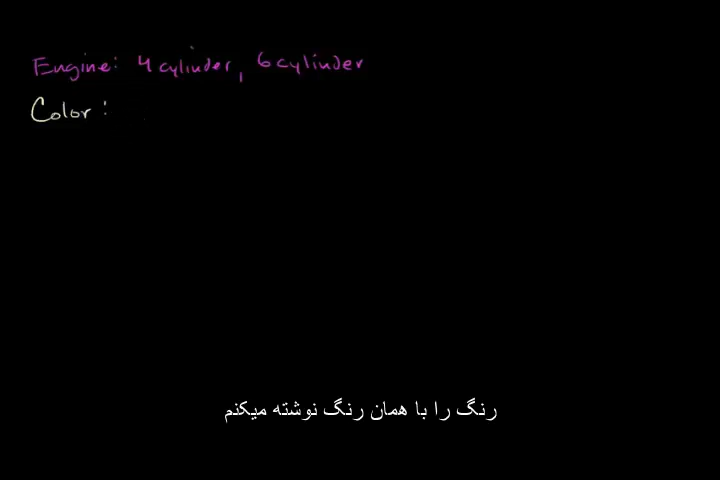 Engine: 4 cylinder, 6 cylinder
Color:
رنگ را با همان رنگ نوشته میکنم